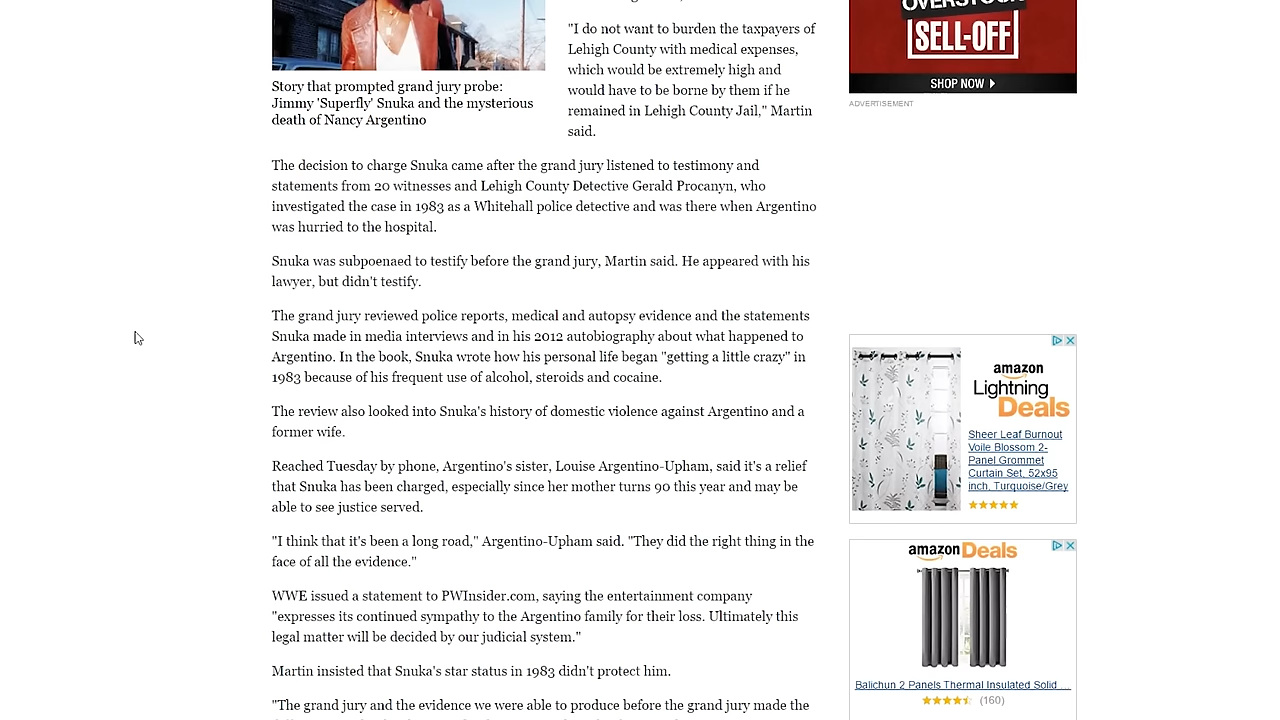 "I do not want to burden the taxpayers of
Lehigh County with medical expenses,
which would be extremely high and
would have to be borne by them if he
remained in Lehigh County Jail," Martin
said.
Story that prompted grand jury probe:
Jimmy 'Superfly' Snuka and the mysterious
death of Nancy Argentino
The decision to charge Snuka came after the grand jury listened to testimony and
statements from 20 witnesses and Lehigh County Detective Gerald Procanyn, who
investigated the case in 1983 as a Whitehall police detective and was there when Argentino
was hurried to the hospital.
Snuka was subpoenaed to testify before the grand jury, Martin said. He appeared with his
lawyer, but didn't testify.
The grand jury reviewed police reports, medical and autopsy evidence and the statements
Snuka made in media interviews and in his 2012 autobiography about what happened to
Argentino. In the book, Snuka wrote how his personal life began "getting a little crazy" in
1983 because of his frequent use of alcohol, steroids and cocaine.
The review also looked into Snuka's history of domestic violence against Argentino and a
former wife.
Reached Tuesday by phone, Argentino's sister, Louise Argentino-Upham, said it's a relief
that Snuka has been charged, especially since her mother turns 90 this year and may be
able to see justice served.
"I think that it's been a long road," Argentino-Upham said. "They did the right thing in the
face of all the evidence."
WWE issued a statement to PWInsider.com, saying the entertainment company
"expresses its continued sympathy to the Argentino family for their loss. Ultimately this
legal matter will be decided by our judicial system."
Martin insisted that Snuka's star status in 1983 didn't protect him.
"The grand jury and the evidence we were able to produce before the grand jury made the
OVERSTOCK
SELL-OFF
SHOP NOW
ADVERTISEMENT
amazon
Lightning
Deals
Sheer Leaf Burnout
Voile Blossom 2-
Panel Grommet
Curtain Set, 52x95
inch, Turquoise/Grey
amazon Deals
Balichun 2 Panels Thermal Insulated Solid ...
(160)